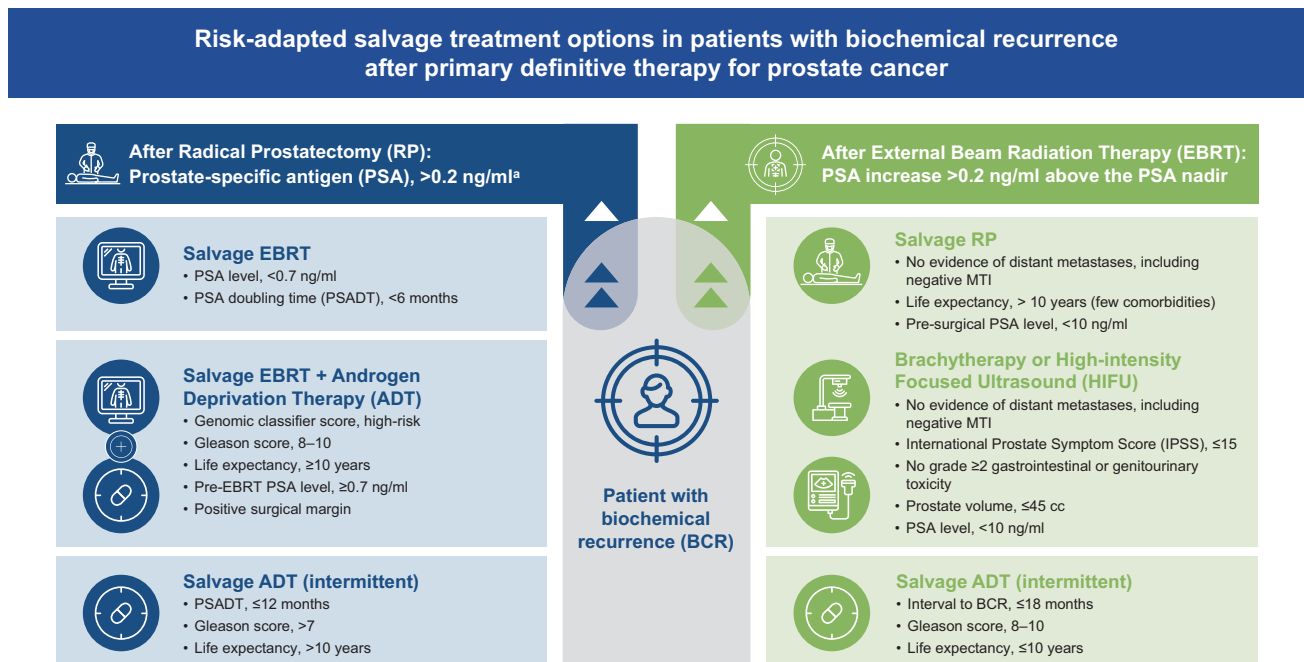 Risk-adapted salvage treatment options in patients with biochemical recurrence
after primary definitive therapy for prostate cancer
After Radical Prostatectomy (RP):
Prostate-specific antigen (PSA), >0.2 ng/mlᵃ
Salvage EBRT
• PSA level, <0.7 ng/ml
• PSA doubling time (PSADT), <6 months
Salvage EBRT + Androgen
Deprivation Therapy (ADT)
• Genomic classifier score, high-risk
• Gleason score, 8–10
• Life expectancy, ≥10 years
• Pre-EBRT PSA level, ≥0.7 ng/ml
• Positive surgical margin
Salvage ADT (intermittent)
• PSADT, ≤12 months
• Gleason score, >7
• Life expectancy, >10 years
Patient with
biochemical
recurrence (BCR)
After External Beam Radiation Therapy (EBRT):
PSA increase >0.2 ng/ml above the PSA nadir
Salvage RP
• No evidence of distant metastases, including
negative MTI
• Life expectancy, > 10 years (few comorbidities)
• Pre-surgical PSA level, <10 ng/ml
Brachytherapy or High-intensity
Focused Ultrasound (HIFU)
• No evidence of distant metastases, including
negative MTI
• International Prostate Symptom Score (IPSS), ≤15
• No grade ≥2 gastrointestinal or genitourinary
toxicity
• Prostate volume, ≤45 cc
• PSA level, <10 ng/ml
Salvage ADT (intermittent)
• Interval to BCR, ≤18 months
• Gleason score, 8–10
• Life expectancy, ≤10 years